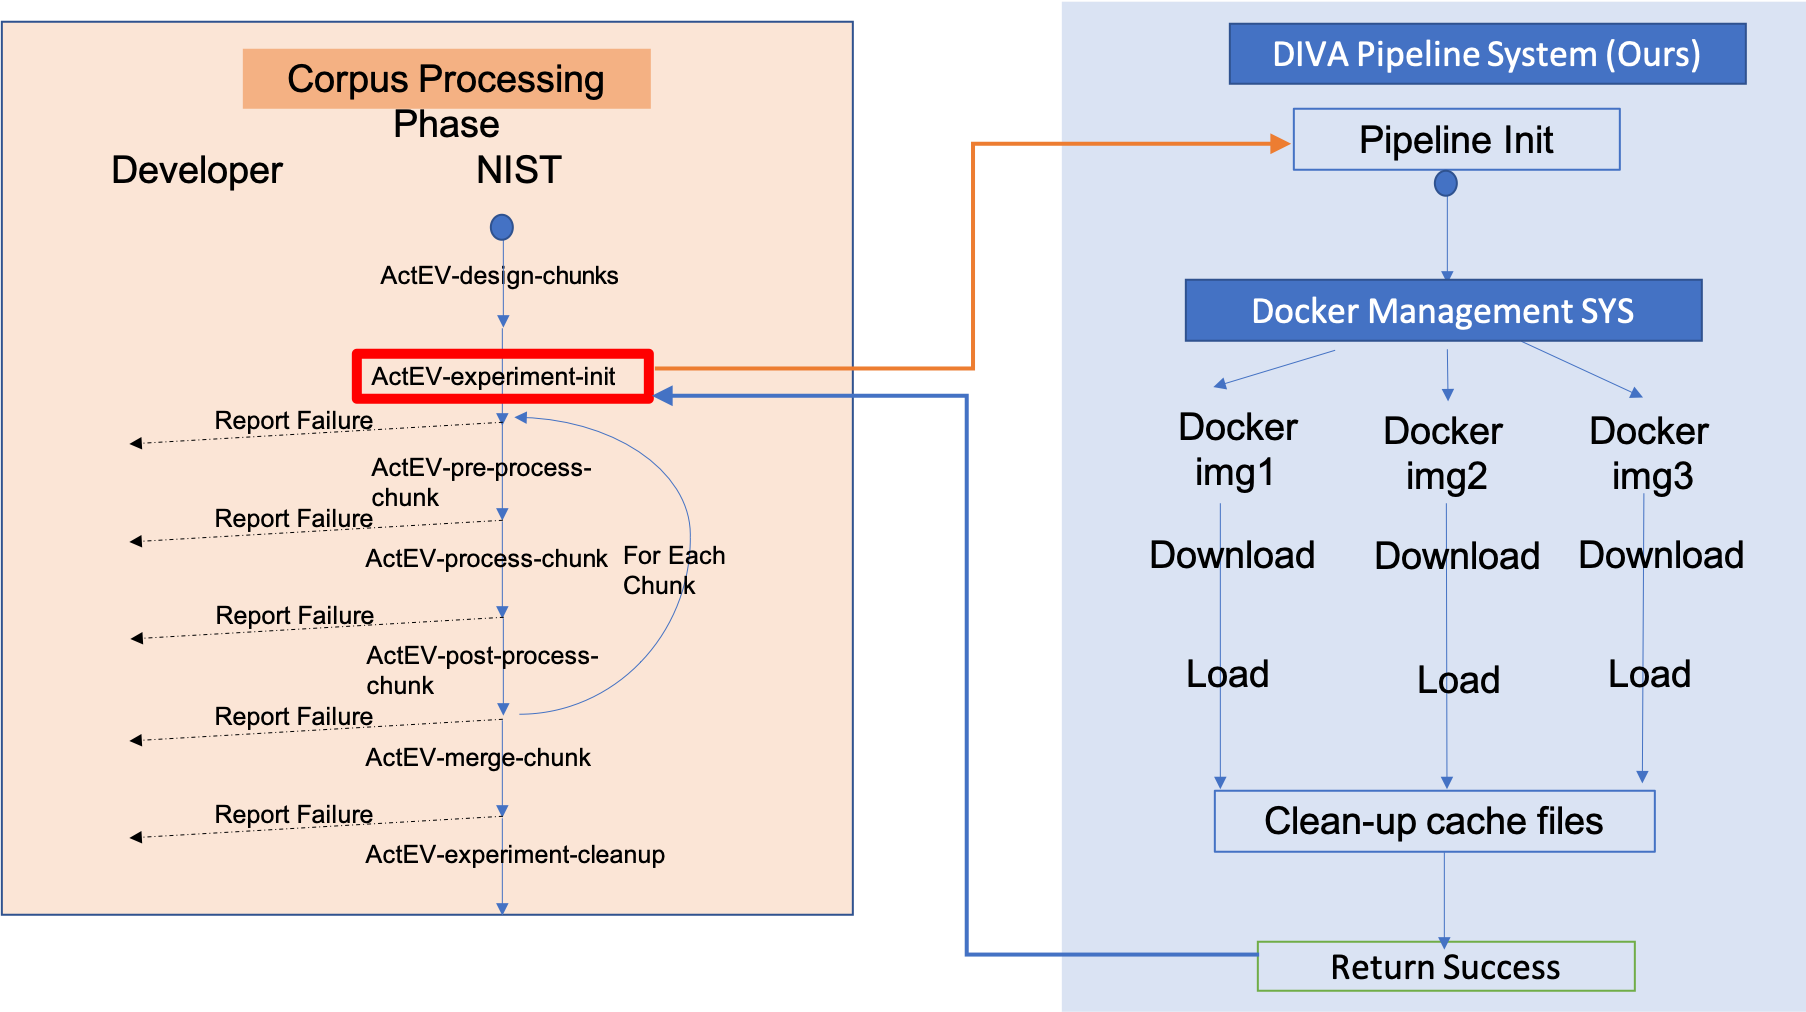 Corpus Processing
Phase
Developer
NIST
ActEV-design-chunks
ActEV-experiment-init
Report Failure
ActEV-pre-process-
chunk
Report Failure
ActEV-process-chunk
For Each
Chunk
Report Failure
ActEV-post-process-
chunk
Report Failure
ActEV-merge-chunk
Report Failure
ActEV-experiment-cleanup
DIVA Pipeline System (Ours)
Pipeline Init
Docker Management SYS
Docker
img1
Docker
img2
Docker
img3
Download
Download
Download
Load
Load
Load
Clean-up cache files
Return Success